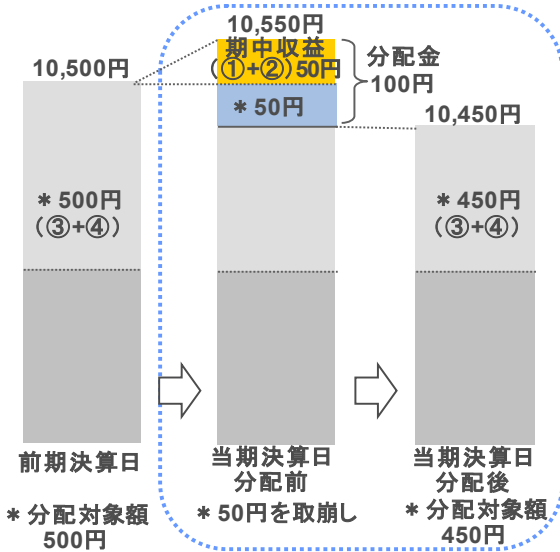 10,550円
期中収益
(①+②)50円
分配金
100円
10,500円
＊50円
10,450円
＊500円
(③+④)
＊450円
(③+④)
前期決算日
当期決算日
分配前
当期決算日
分配後
＊分配対象額
500円
＊50円を取崩し
＊分配対象額
450円